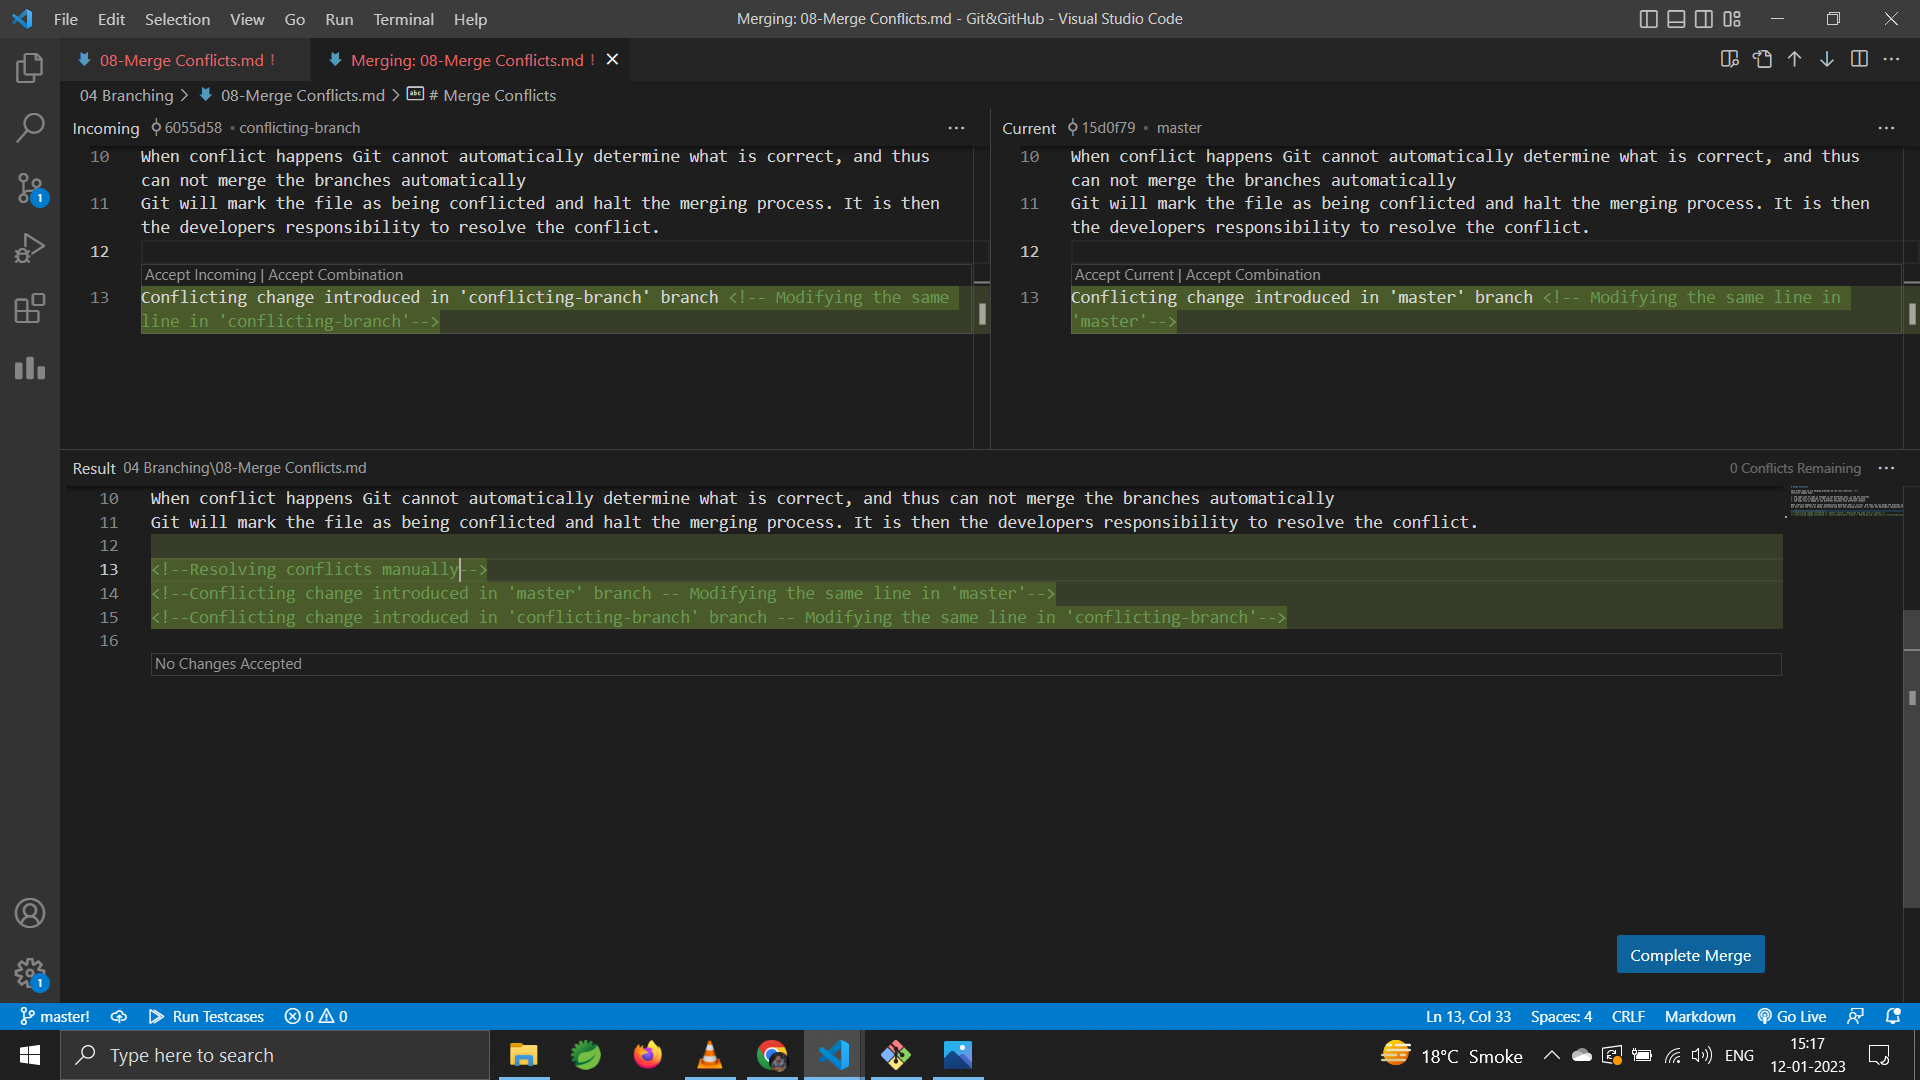 File Edit Selection View Go Run Terminal Help
Merging: 08-Merge Conflicts.md - Git&GitHub - Visual Studio Code
08-Merge Conflicts.md !
Merging: 08-Merge Conflicts.md !
04 Branching > 08-Merge Conflicts.md > abc # Merge Conflicts
Incoming 6055d58 • conflicting-branch
10 When conflict happens Git cannot automatically determine what is correct, and thus
can not merge the branches automatically
11 Git will mark the file as being conflicted and halt the merging process. It is then
the developers responsibility to resolve the conflict.
12
Accept Incoming | Accept Combination
13 Conflicting change introduced in 'conflicting-branch' branch <!-- Modifying the same
line in 'conflicting-branch'-->
Current 15d0f79 • master
10 When conflict happens Git cannot automatically determine what is correct, and thus
can not merge the branches automatically
11 Git will mark the file as being conflicted and halt the merging process. It is then
the developers responsibility to resolve the conflict.
12
Accept Current | Accept Combination
13 Conflicting change introduced in 'master' branch <!-- Modifying the same line in
'master'-->
Result 04 Branching\08-Merge Conflicts.md
0 Conflicts Remaining
10 When conflict happens Git cannot automatically determine what is correct, and thus can not merge the branches automatically
11 Git will mark the file as being conflicted and halt the merging process. It is then the developers responsibility to resolve the conflict.
12
13 <!--Resolving conflicts manually-->
14 <!--Conflicting change introduced in 'master' branch -- Modifying the same line in 'master'-->
15 <!--Conflicting change introduced in 'conflicting-branch' branch -- Modifying the same line in 'conflicting-branch'-->
16
No Changes Accepted
1
1
Complete Merge
master! Run Testcases 0 0
Ln 13, Col 33 Spaces: 4 CRLF Markdown Go Live
Type here to search
18°C Smoke
ENG
15:17
12-01-2023